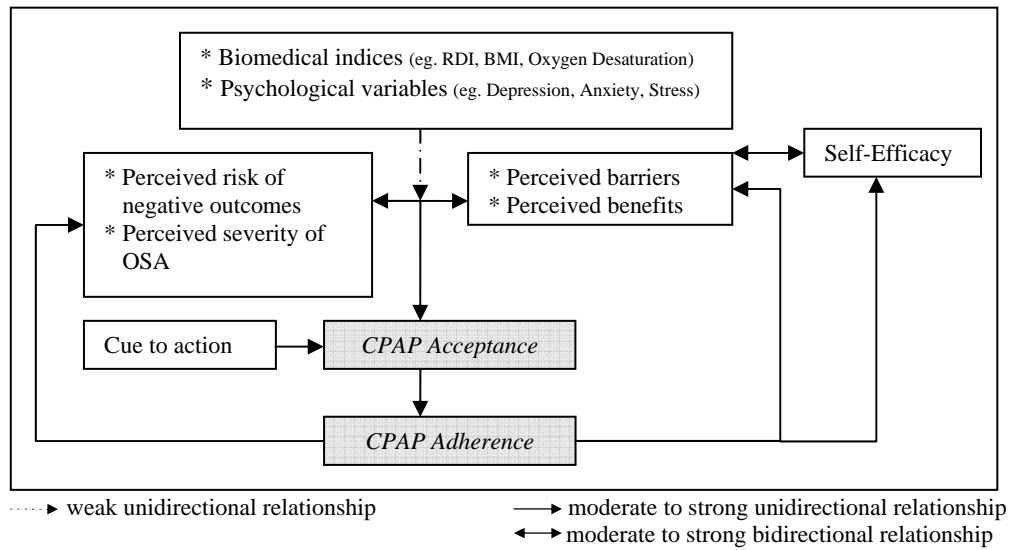 * Biomedical indices (eg. RDI, BMI, Oxygen Desaturation)
* Psychological variables (eg. Depression, Anxiety, Stress)
Self-Efficacy
* Perceived risk of
negative outcomes
* Perceived severity of
OSA
* Perceived barriers
* Perceived benefits
Cue to action
CPAP Acceptance
CPAP Adherence
weak unidirectional relationship
moderate to strong unidirectional relationship
moderate to strong bidirectional relationship